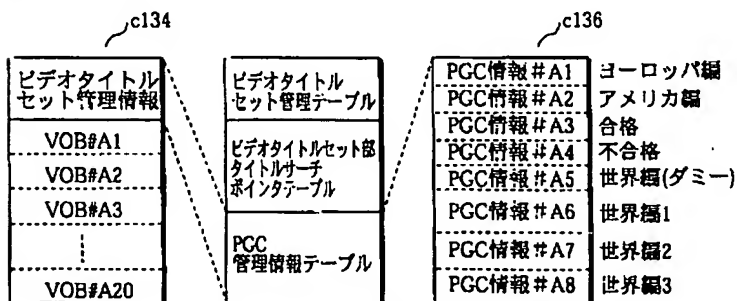 c134
ビデオタイトル
セット管理情報
VOB#A1
VOB#A2
VOB#A3
VOB#A20
ビデオタイトル
セット管理テーブル
ビデオタイトルセット部
タイトルサーチ
ポインタテーブル
PGC
管理情報テーブル
c136
PGC情報#A1 ヨーロッパ編
PGC情報#A2 アメリカ編
PGC情報#A3 合格
PGC情報#A4 不合格
PGC情報#A5 世界編(ダミー)
PGC情報#A6 世界編1
PGC情報#A7 世界編2
PGC情報#A8 世界編3